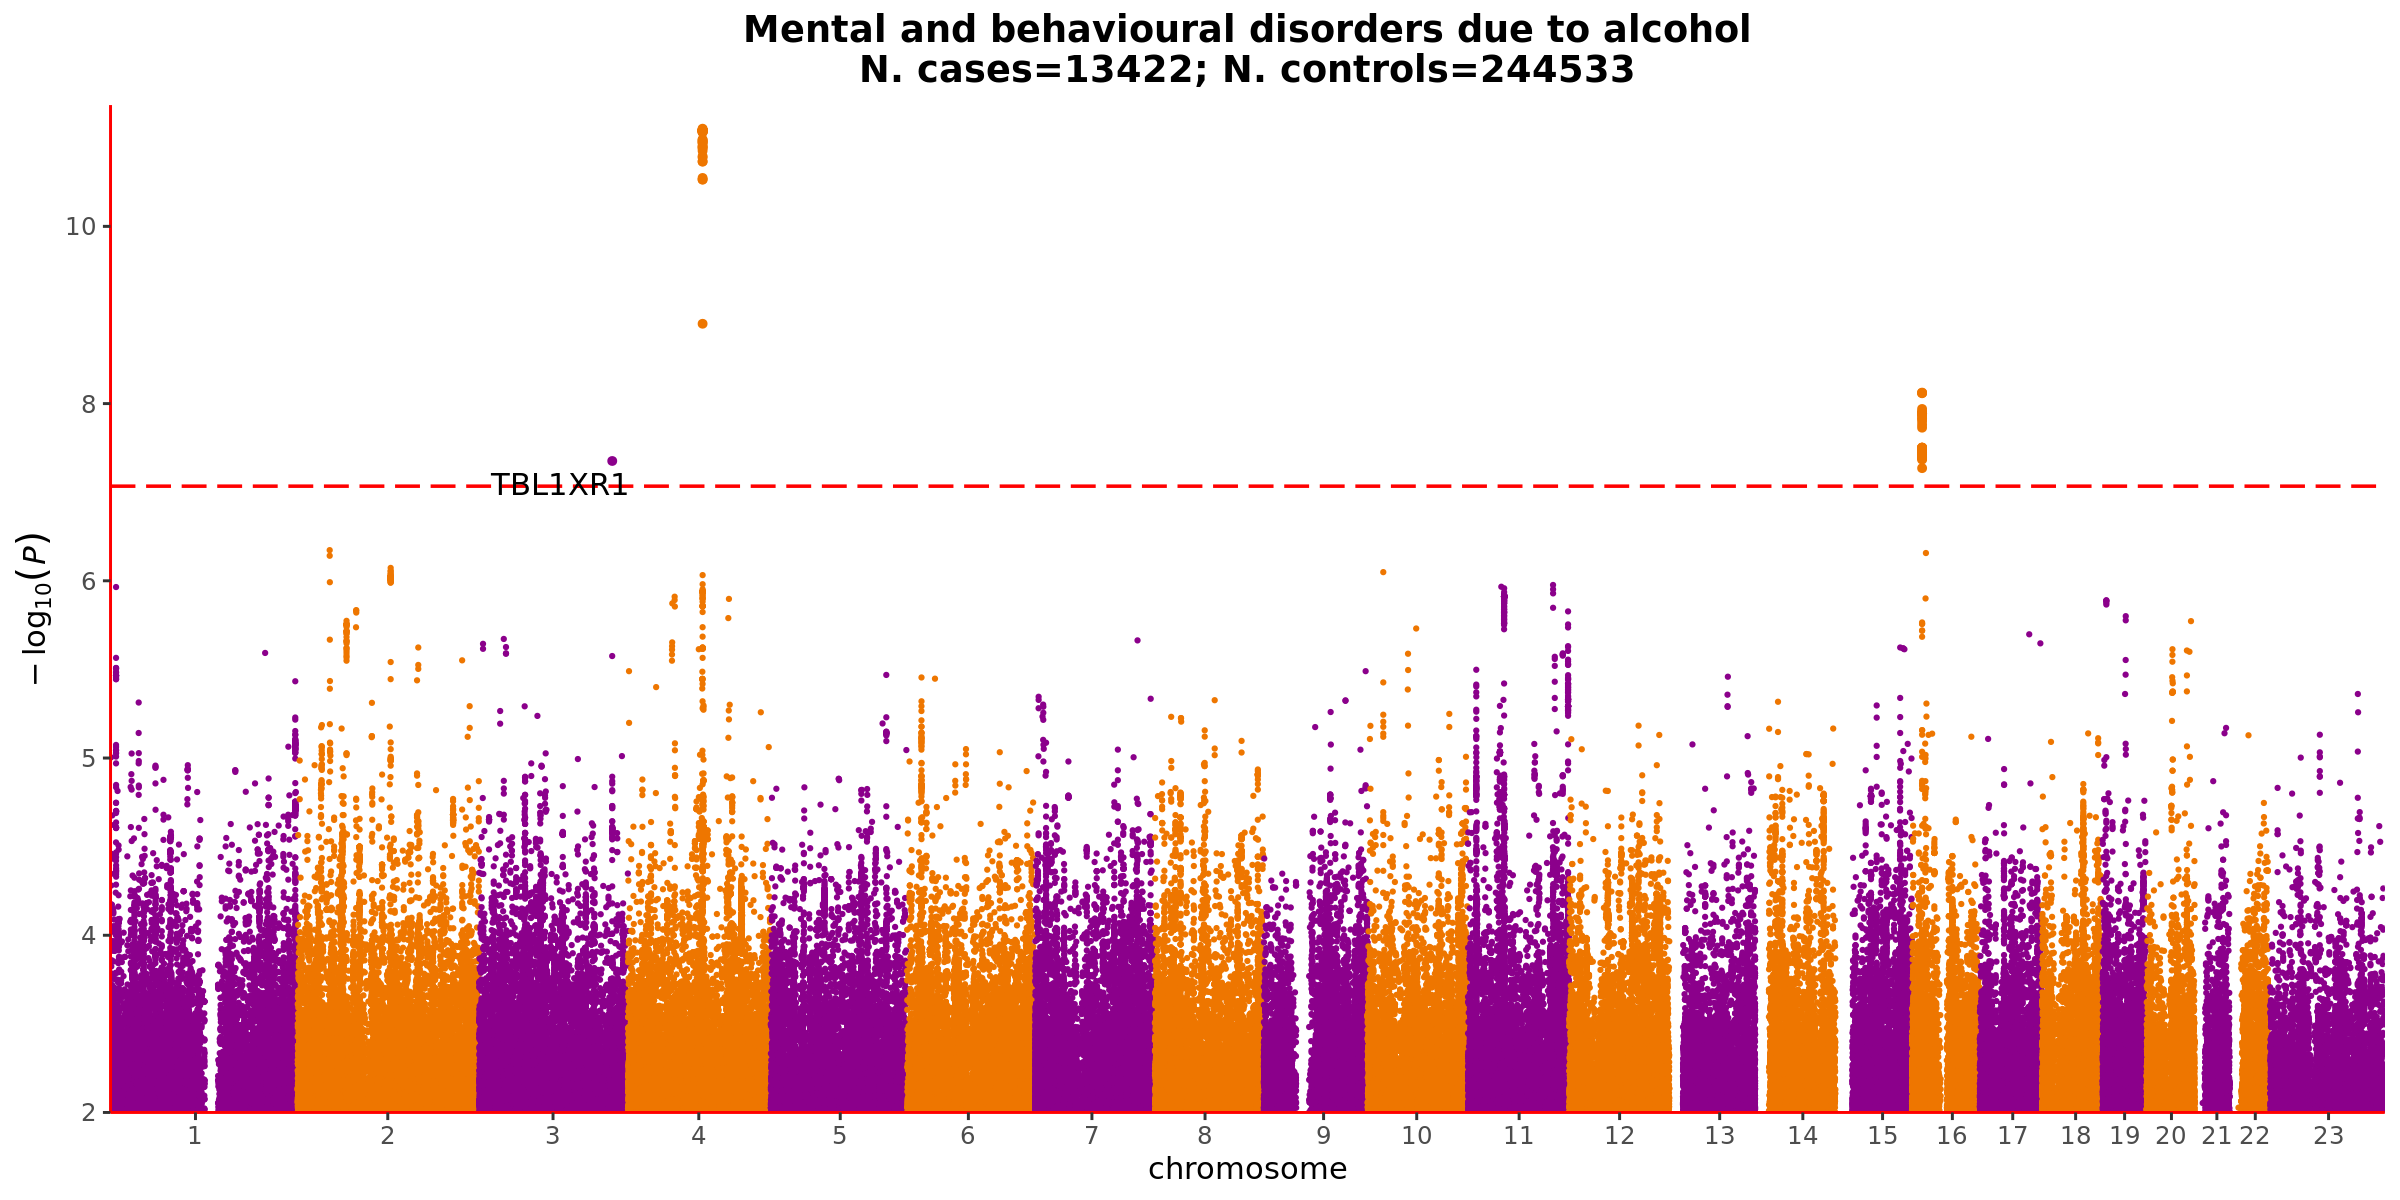 Mental and behavioural disorders due to alcohol
N. cases=13422; N. controls=244533
10
8
TBL1XR1
6
5
4
2
−log10(P)
1 2 3 4 5 6 7 8 9 10 11 12 13 14 15 16 17 18 19 20 21 22 23
chromosome